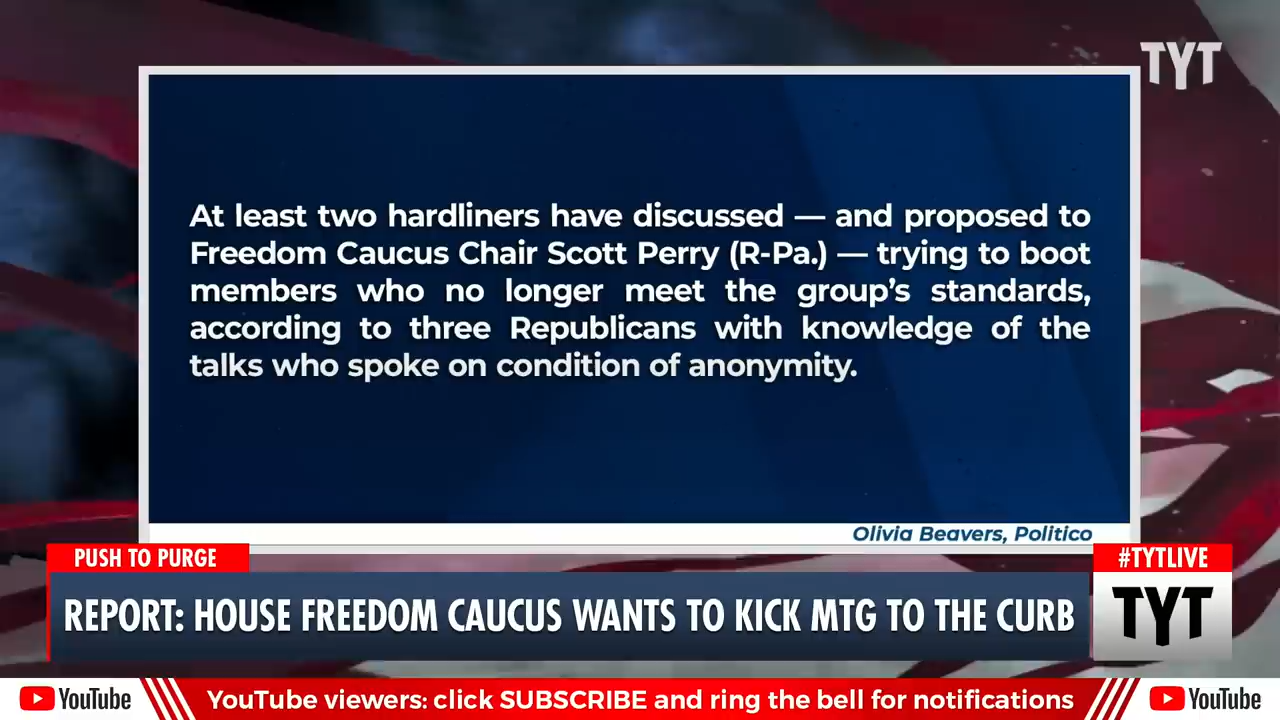 TYT
At least two hardliners have discussed — and proposed to
Freedom Caucus Chair Scott Perry (R-Pa.) — trying to boot
members who no longer meet the group’s standards,
according to three Republicans with knowledge of the
talks who spoke on condition of anonymity.
Olivia Beavers, Politico
PUSH TO PURGE
#TYTLIVE
REPORT: HOUSE FREEDOM CAUCUS WANTS TO KICK MTG TO THE CURB
TYT
YouTube
YouTube viewers: click SUBSCRIBE and ring the bell for notifications
YouTube